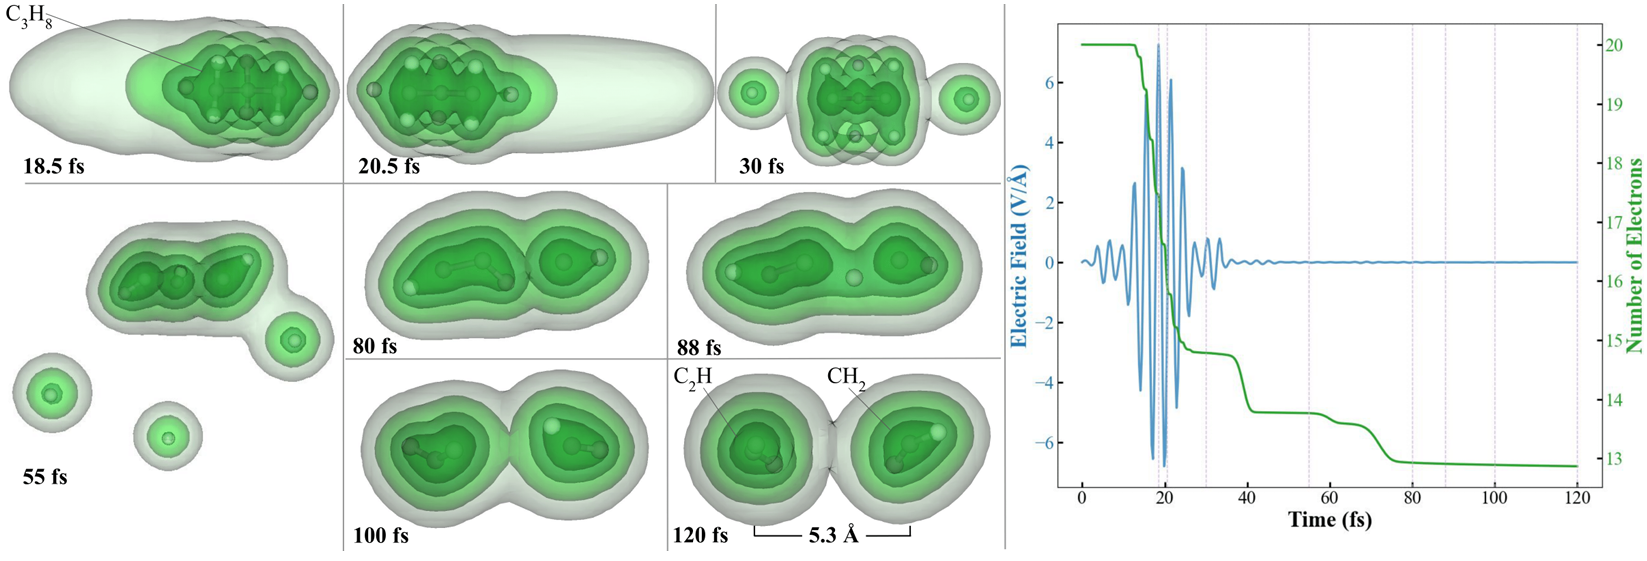 C3H8
18.5 fs
20.5 fs
30 fs
55 fs
80 fs
88 fs
100 fs
C2H
CH2
120 fs
5.3 Å
Electric Field (V/Å)
6
4
2
0
−2
−4
−6
0
20
40
60
80
100
120
Time (fs)
20
19
18
17
16
15
14
13
Number of Electrons